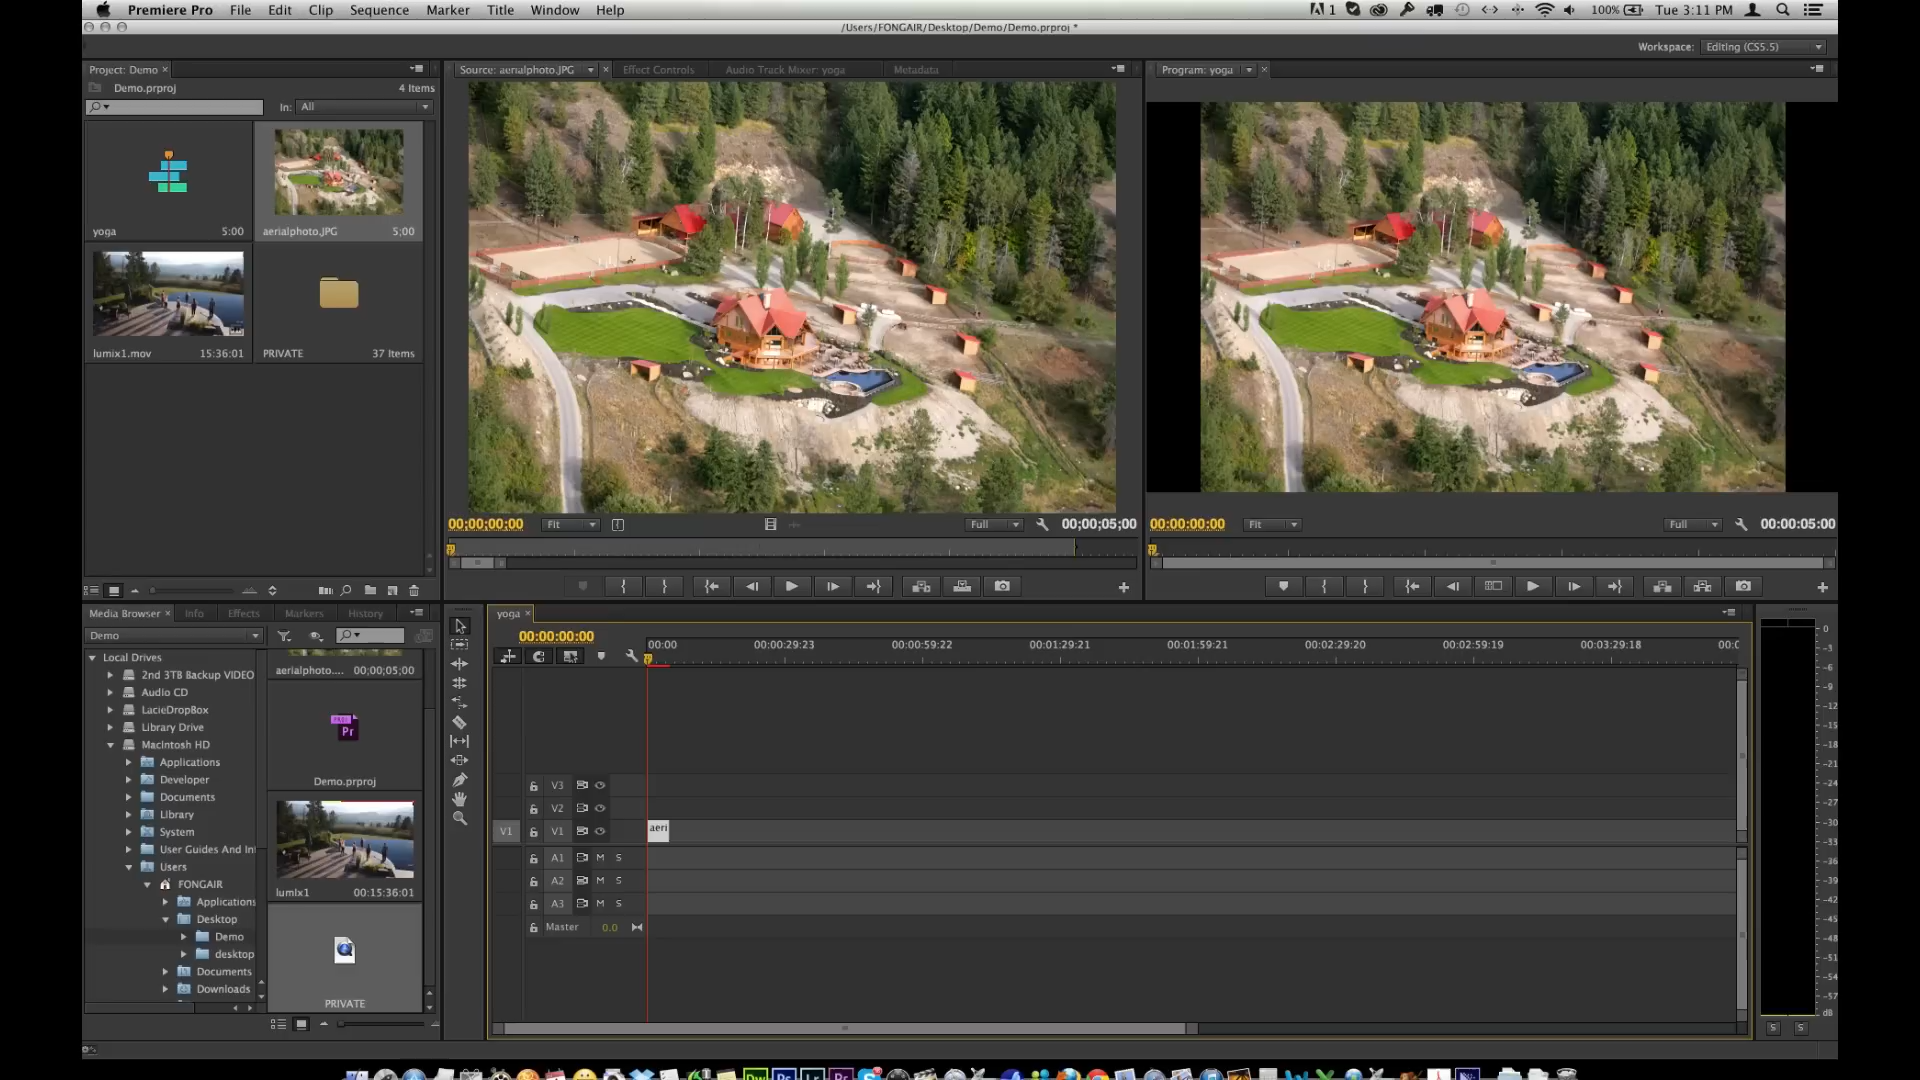 Premiere Pro File Edit Clip Sequence Marker Title Window Help
1 100% Tue 3:11 PM
/Users/FONGAIR/Desktop/Demo/Demo.prproj *
Workspace: Editing (CS5.5)
Project: Demo ×
Demo.prproj 4 Items
In: All
yoga 5:00
aerialphoto.JPG 5;00
lumix1.mov 15:36:01
PRIVATE 37 Items
Source: aerialphoto.JPG × Effect Controls Audio Track Mixer: yoga Metadata
00;00;00;00 Fit Full 00;00;05;00
Program: yoga ×
00:00:00:00 Fit Full 00:00:05:00
Media Browser × Info Effects Markers History
Demo
Local Drives
2nd 3TB Backup VIDEO
Audio CD
LacieDropBox
Library Drive
Macintosh HD
Applications
Developer
Documents
Library
System
User Guides And In
Users
FONGAIR
Applications
Desktop
Demo
desktop
Documents
Downloads
aerialphoto.... 00;00;05;00
PROJ
Pr
Demo.prproj
lumix1 00:15:36:01
PRIVATE
yoga ×
00:00:00:00
00:00 00:00:29:23 00:00:59:22 00:01:29:21 00:01:59:21 00:02:29:20 00:02:59:19 00:03:29:18 00:0
V3
V2
V1 V1 aeri
A1 M S
A2 M S
A3 M S
Master 0.0
0
-3
-6
-9
-12
-15
-18
-21
-24
-27
-30
-33
-36
-39
-42
-45
-48
-51
-54
-57
dB
S S
Dw Ps Lr Pr